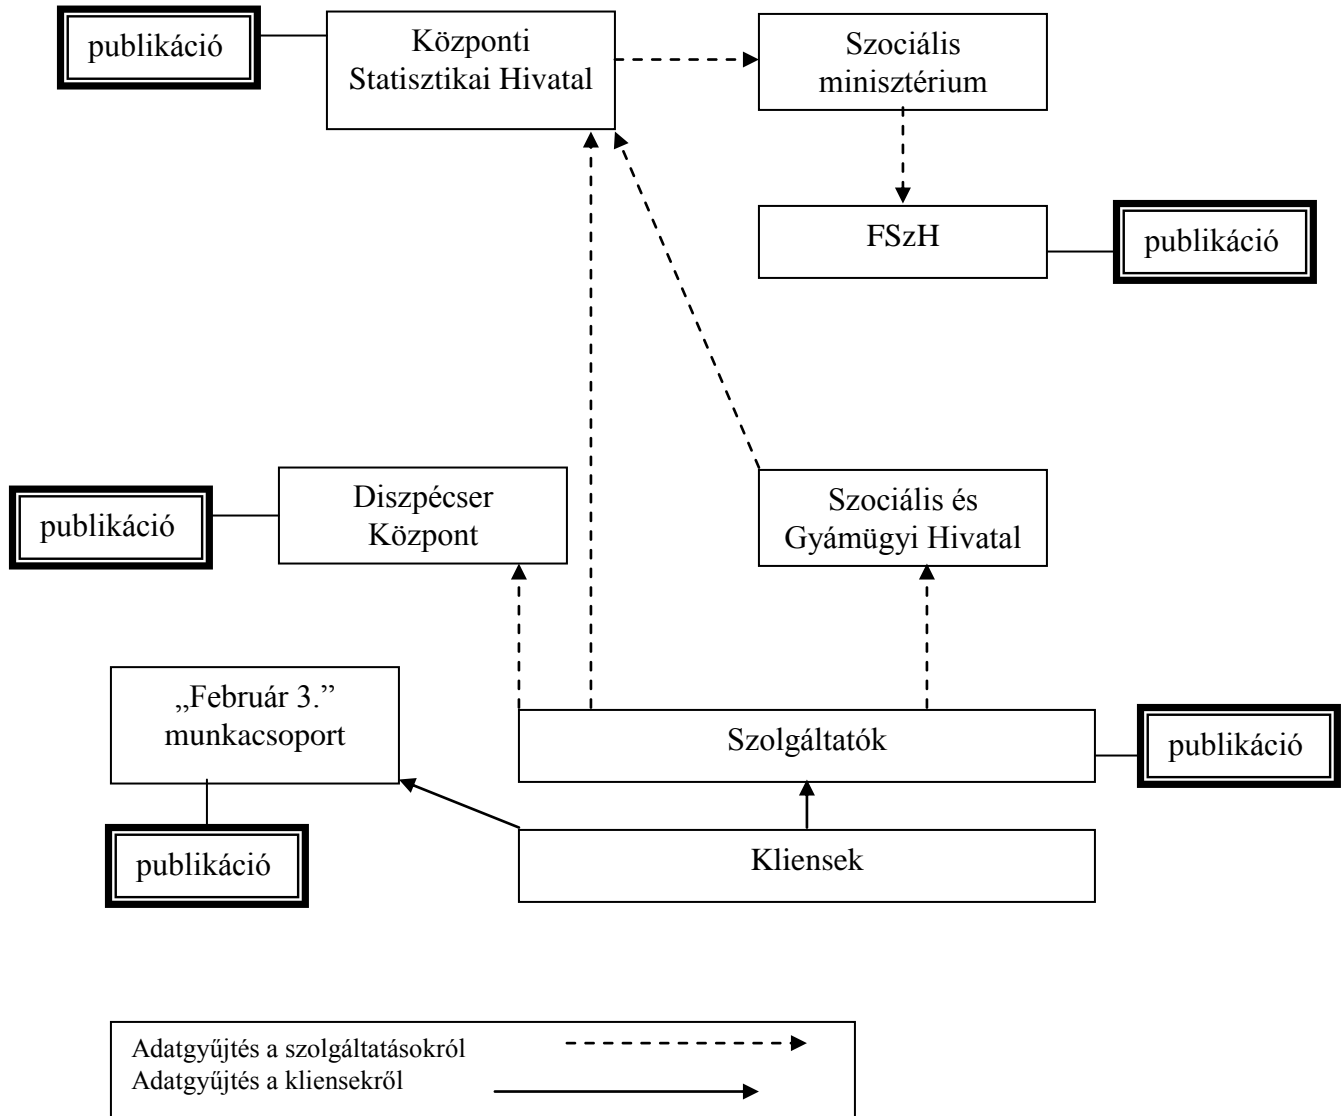 publikáció
Központi
Statisztikai Hivatal
Szociális
minisztérium
FSzH
publikáció
publikáció
Diszpécser
Központ
Szociális és
Gyámügyi Hivatal
„Február 3.”
munkacsoport
Szolgáltatók
publikáció
publikáció
Kliensek
Adatgyűjtés a szolgáltatásokról
Adatgyűjtés a kliensekről